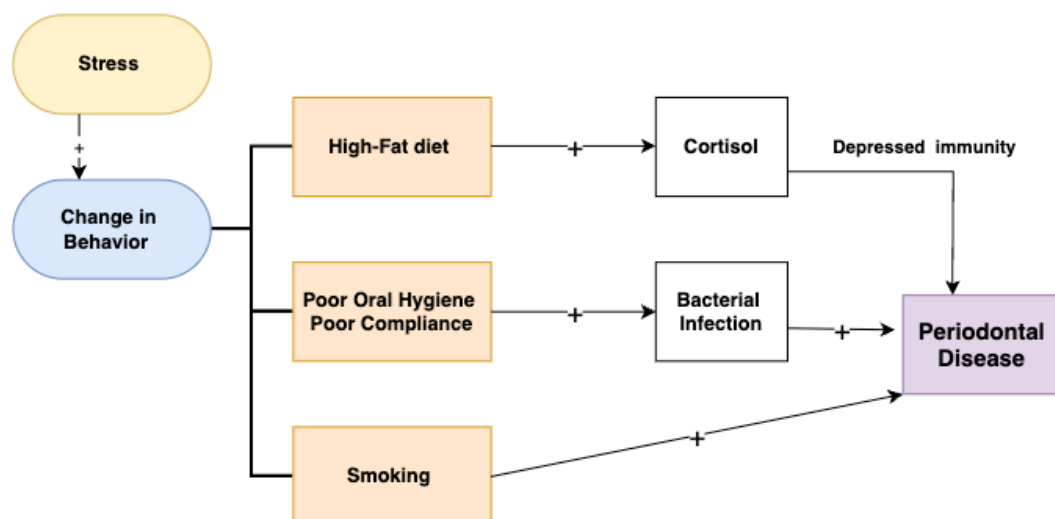 Stress
+
Change in
Behavior
High-Fat diet
+
Cortisol
Depressed immunity
Poor Oral Hygiene
Poor Compliance
+
Bacterial
Infection
+
Periodontal
Disease
Smoking
+